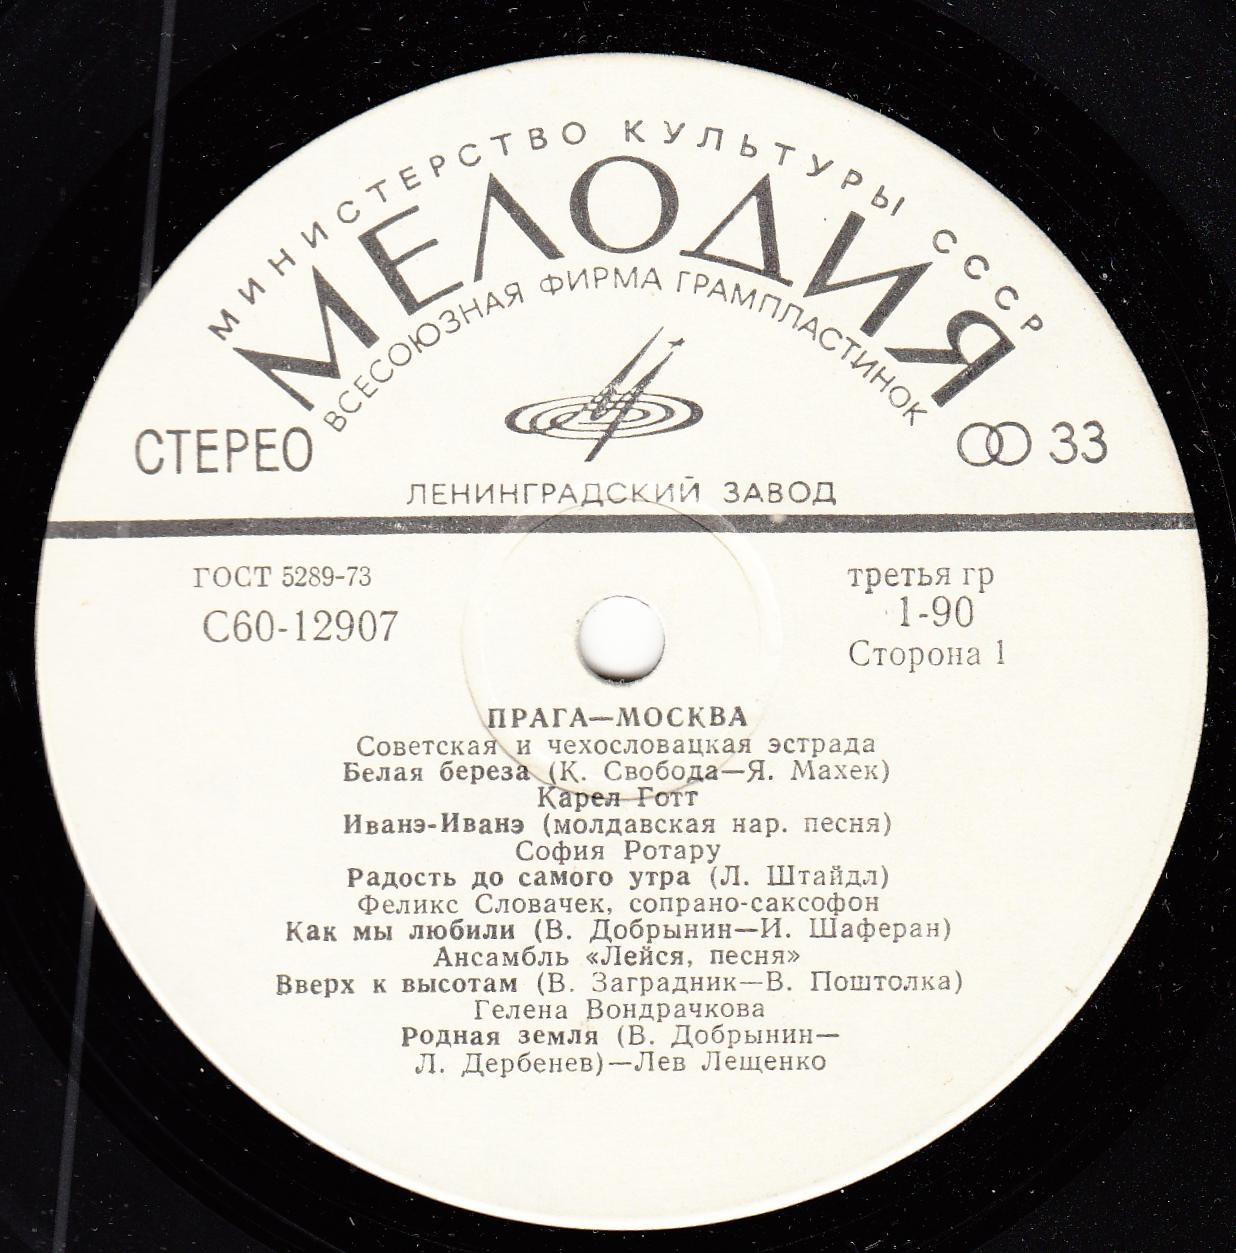 МИНИСТЕРСТВО КУЛЬТУРЫ СССР
МЕЛОДИЯ
ВСЕСОЮЗНАЯ ФИРМА ГРАМПЛАСТИНОК
СТЕРЕО
33
ЛЕНИНГРАДСКИЙ ЗАВОД
ГОСТ 5289-73
С60-12907
третья гр
1-90
Сторона 1
ПРАГА—МОСКВА
Советская и чехословацкая эстрада
Белая береза (К. Свобода—Я. Махек)
Карел Готт
Иванэ-Иванэ (молдавская нар. песня)
София Ротару
Радость до самого утра (Л. Штайдл)
Феликс Словачек, сопрано-саксофон
Как мы любили (В. Добрынин—И. Шаферан)
Ансамбль «Лейся, песня»
Вверх к высотам (В. Заградник—В. Поштолка)
Гелена Вондрачкова
Родная земля (В. Добрынин—
Л. Дербенев)—Лев Лещенко